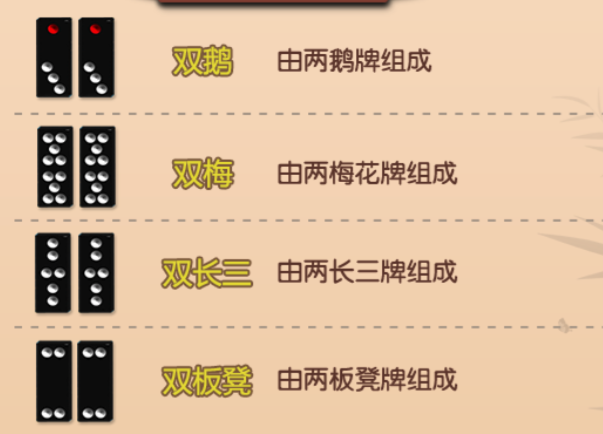 双鹅 由两鹅牌组成
双梅 由两梅花牌组成
双长三 由两长三牌组成
双板凳 由两板凳牌组成